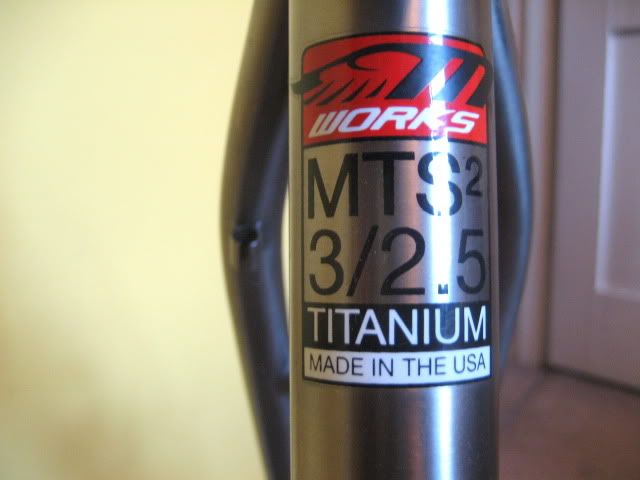 WORKS
MTS²
3/2.5
TITANIUM
MADE IN THE USA